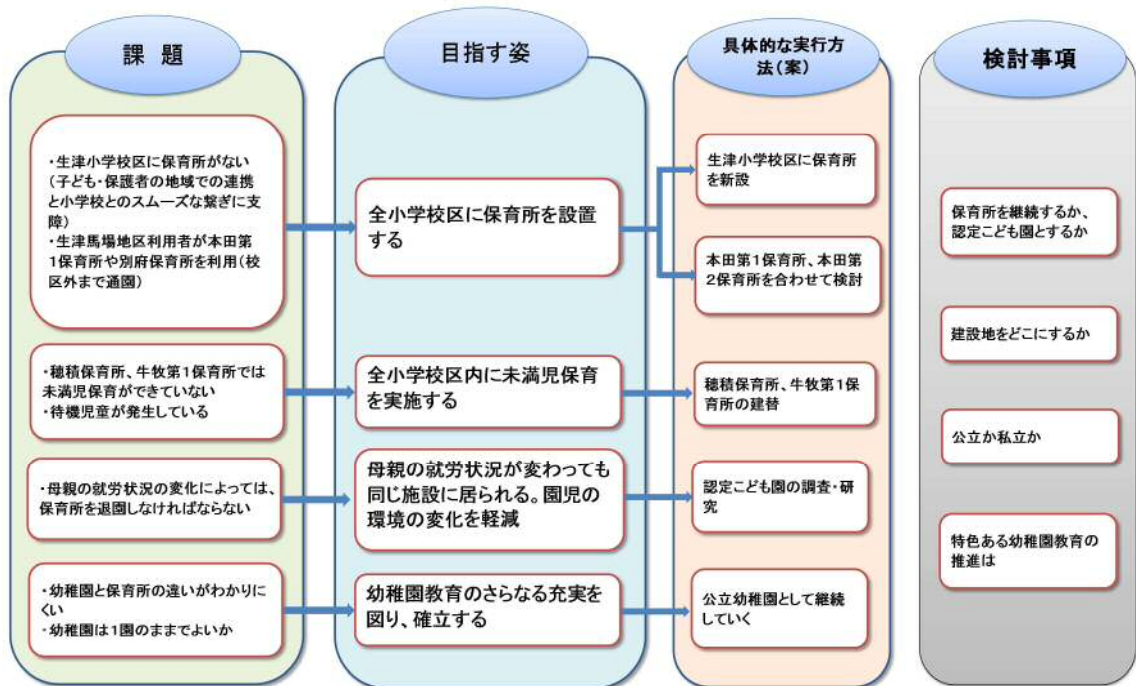 課 題
・生津小学校区に保育所がない
(子ども・保護者の地域での連携
と小学校とのスムーズな繋ぎに支
障)
・生津馬場地区利用者が本田第
1保育所や別府保育所を利用(校
区外まで通園)
・穂積保育所、牛牧第1保育所では
未満児保育ができていない
・待機児童が発生している
・母親の就労状況の変化によっては、
保育所を退園しなければならない
・幼稚園と保育所の違いがわかりに
くい
・幼稚園は1園のままでよいか
目指す姿
全小学校区に保育所を設置
する
全小学校区内に未満児保育
を実施する
母親の就労状況が変わっても
同じ施設に居られる。園児の
環境の変化を軽減
幼稚園教育のさらなる充実を
図り、確立する
具体的な実行方
法(案)
生津小学校区に保育所
を新設
本田第1保育所、本田第
2保育所を合わせて検討
穂積保育所、牛牧第1保
育所の建替
認定こども園の調査・研
究
公立幼稚園として継続
していく
検討事項
保育所を継続するか、
認定こども園とするか
建設地をどこにするか
公立か私立か
特色ある幼稚園教育の
推進は